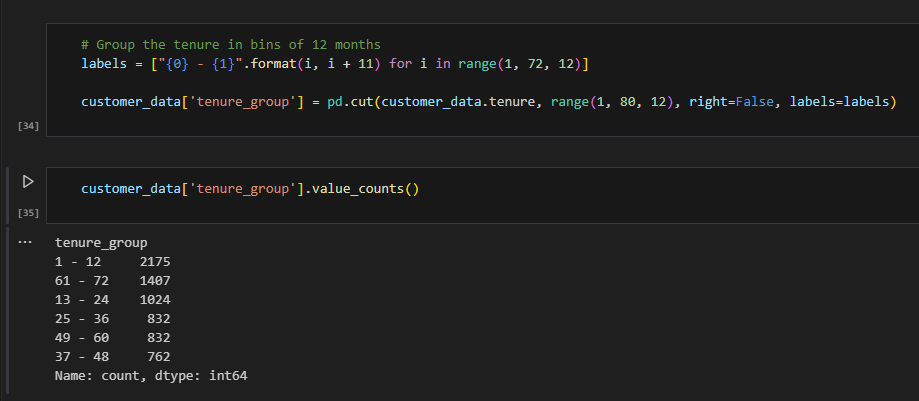 # Group the tenure in bins of 12 months
labels = ["{0} - {1}".format(i, i + 11) for i in range(1, 72, 12)]
customer_data['tenure_group'] = pd.cut(customer_data.tenure, range(1, 80, 12), right=False, labels=labels)
[34]
customer_data['tenure_group'].value_counts()
[35]
...
tenure_group
1 - 12     2175
61 - 72    1407
13 - 24    1024
25 - 36     832
49 - 60     832
37 - 48     762
Name: count, dtype: int64